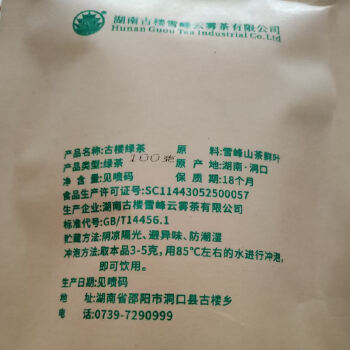 湖南古楼雪峰云雾茶有限公司
Hunan Guou Tea Industrial Co.Ltd
产品名称:古楼绿茶 原 料:雪峰山茶鲜叶
产品类型:绿茶 100克 原 产 地:湖南·洞口
净 含 量:见喷码 保 质 期:18个月
食品生产许可证号:SC11443052500057
生产企业:湖南古楼雪峰云雾茶有限公司
标准代号:GB/T14456.1
贮藏方法:阴凉隔光、避异味、防潮湿
冲泡方法:取本品3-5克,用85℃左右的水进行冲泡,
即可饮用。
生产日期:见喷码
地 址:湖南省邵阳市洞口县古楼乡
电 话:0739-7290999